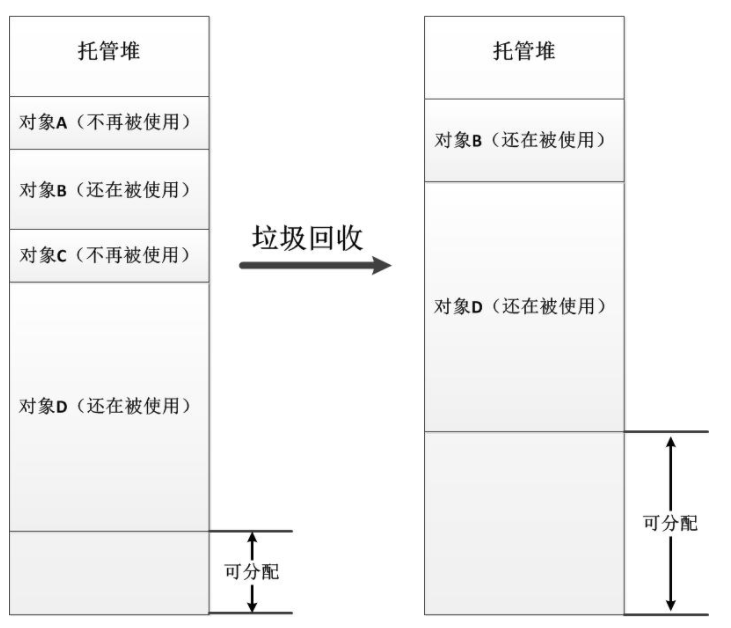 托管堆
对象A（不再被使用）
对象B（还在被使用）
对象C（不再被使用）
对象D（还在被使用）
可分配
垃圾回收
托管堆
对象B（还在被使用）
对象D（还在被使用）
可分配